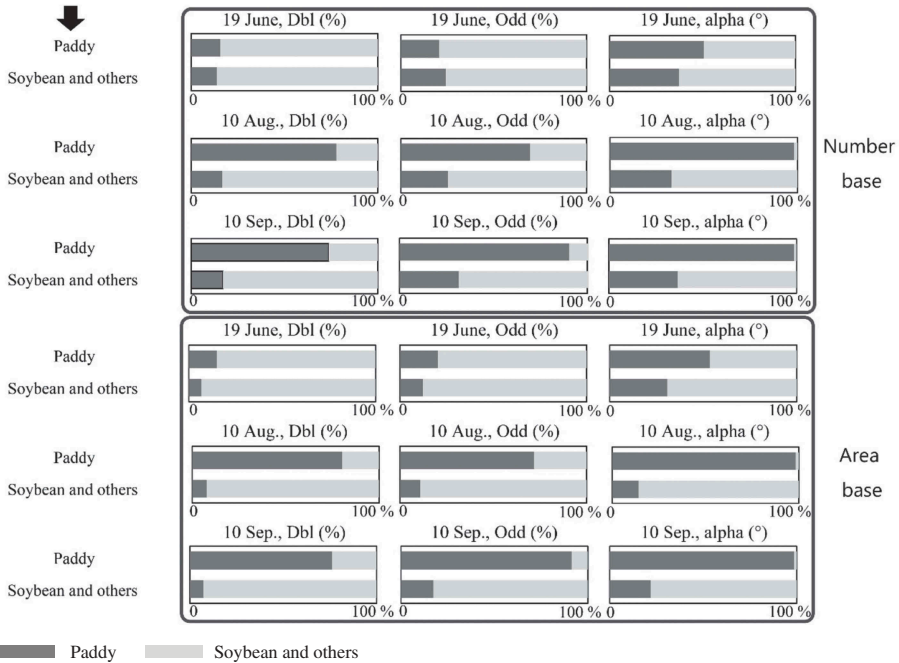 19 June, Dbl (%) 19 June, Odd (%) 19 June, alpha (°)
Paddy
Soybean and others
0 100 % 0 100 % 0 100 %
10 Aug., Dbl (%) 10 Aug., Odd (%) 10 Aug., alpha (°)
Paddy
Soybean and others
0 100 % 0 100 % 0 100 %
10 Sep., Dbl (%) 10 Sep., Odd (%) 10 Sep., alpha (°)
Paddy
Soybean and others
0 100 % 0 100 % 0 100 %
Number
base
19 June, Dbl (%) 19 June, Odd (%) 19 June, alpha (°)
Paddy
Soybean and others
0 100 % 0 100 % 0 100 %
10 Aug., Dbl (%) 10 Aug., Odd (%) 10 Aug., alpha (°)
Paddy
Soybean and others
0 100 % 0 100 % 0 100 %
10 Sep., Dbl (%) 10 Sep., Odd (%) 10 Sep., alpha (°)
Paddy
Soybean and others
0 100 % 0 100 % 0 100 %
Area
base
Paddy Soybean and others